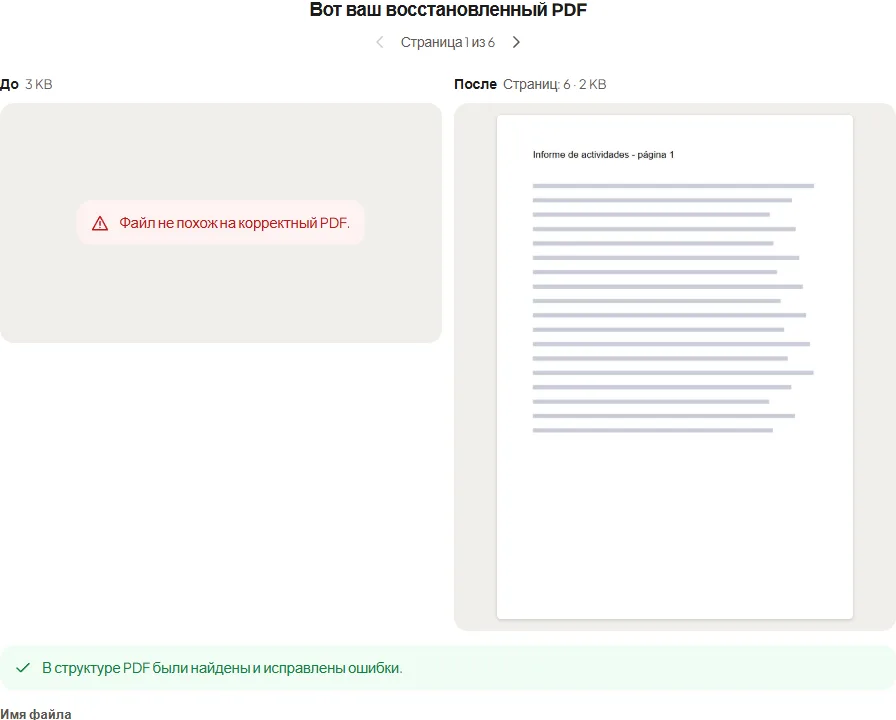 Вот ваш восстановленный PDF
Страница 1 из 6
До 3 KB
После Страниц: 6 · 2 KB
Файл не похож на корректный PDF.
Informe de actividades - página 1
В структуре PDF были найдены и исправлены ошибки.
Имя файла